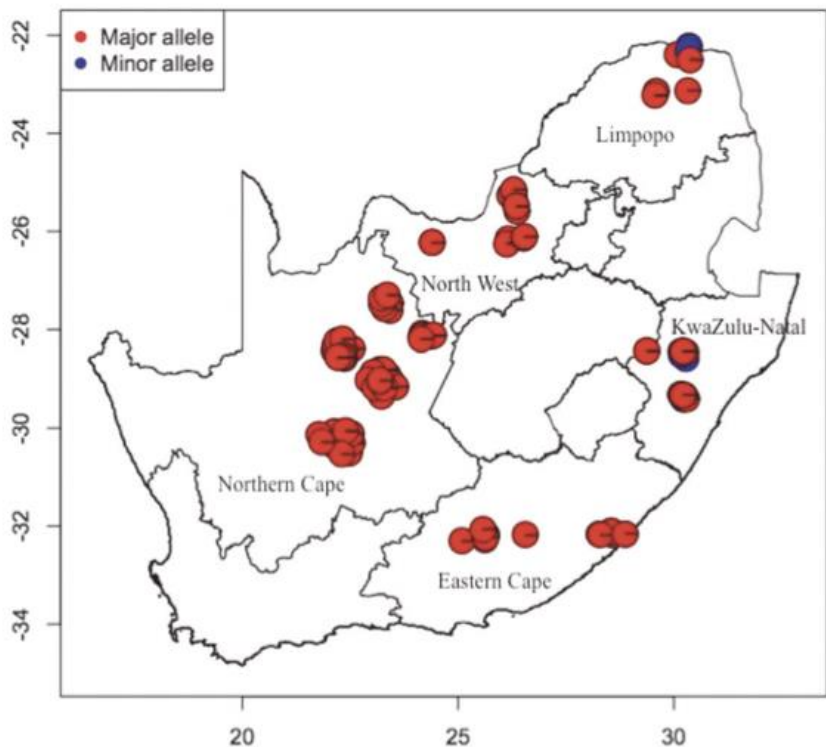 Major allele
Minor allele
-22
-24
-26
-28
-30
-32
-34
Limpopo
North West
KwaZulu-Natal
Northern Cape
Eastern Cape
20
25
30